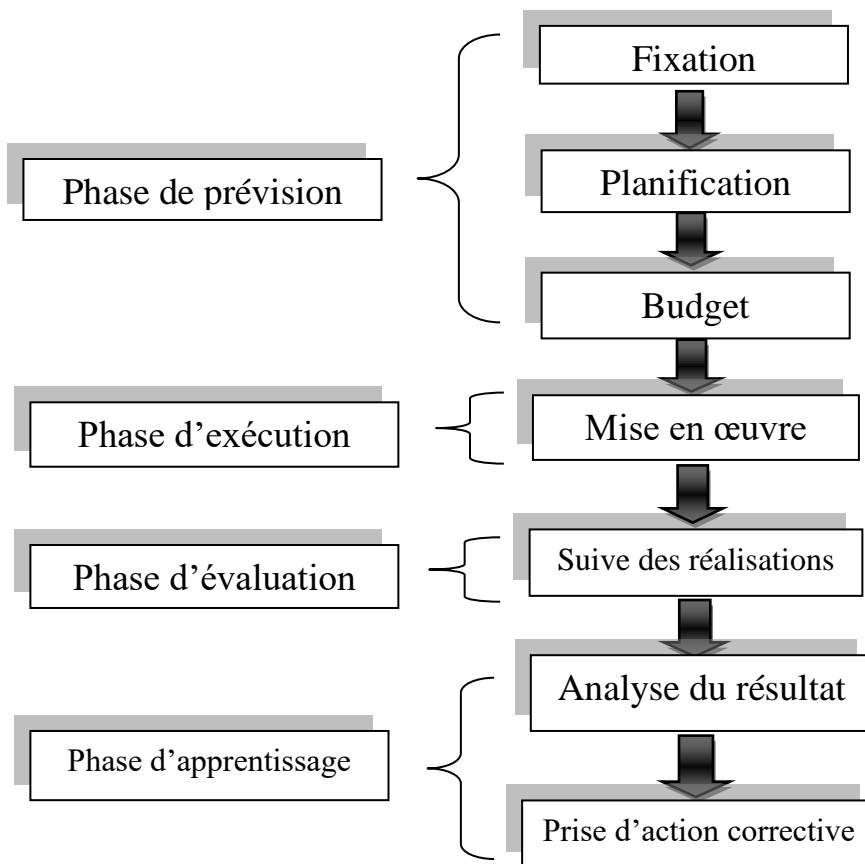 Fixation
Phase de prévision
Planification
Budget
Phase d’exécution
Mise en œuvre
Phase d’évaluation
Suive des réalisations
Phase d’apprentissage
Analyse du résultat
Prise d’action corrective